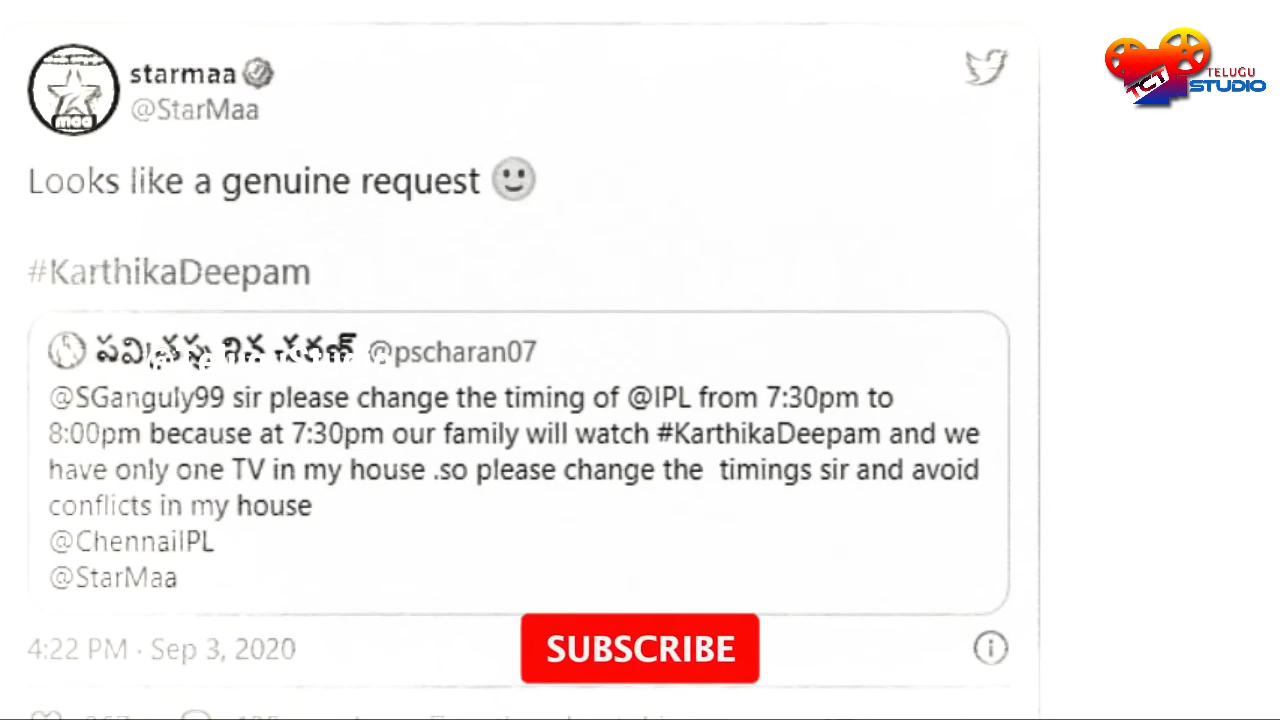 starmaa
@StarMaa
TCT TELUGU
STUDIO
Looks like a genuine request
#KarthikaDeepam
@pscharan07
@SGanguly99 sir please change the timing of @IPL from 7:30pm to
8:00pm because at 7:30pm our family will watch #KarthikaDeepam and we
have only one TV in my house .so please change the timings sir and avoid
conflicts in my house
@ChennaiIPL
@StarMaa
4:22 PM · Sep 3, 2020
SUBSCRIBE